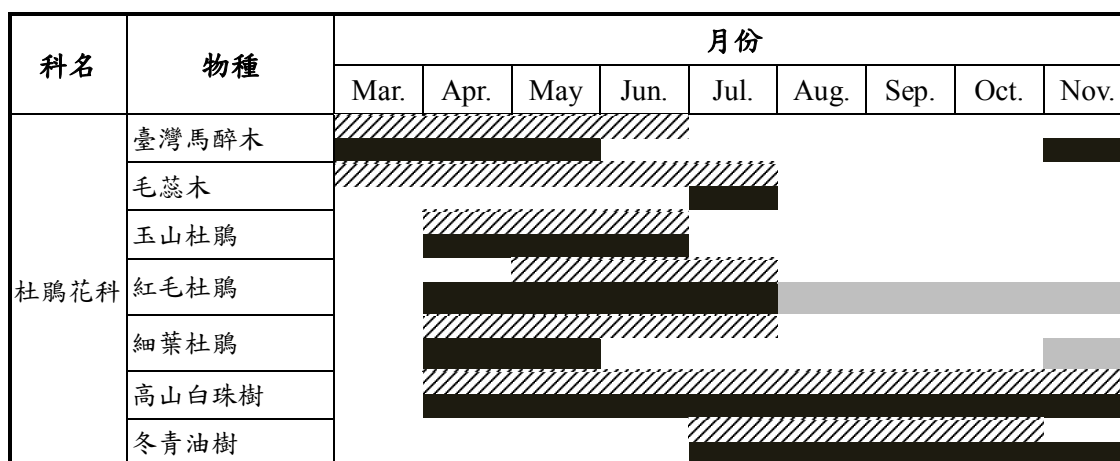 科名 物種 月份
Mar. Apr. May Jun. Jul. Aug. Sep. Oct. Nov.
杜鵑花科
臺灣馬醉木
毛蕊木
玉山杜鵑
紅毛杜鵑
細葉杜鵑
高山白珠樹
冬青油樹